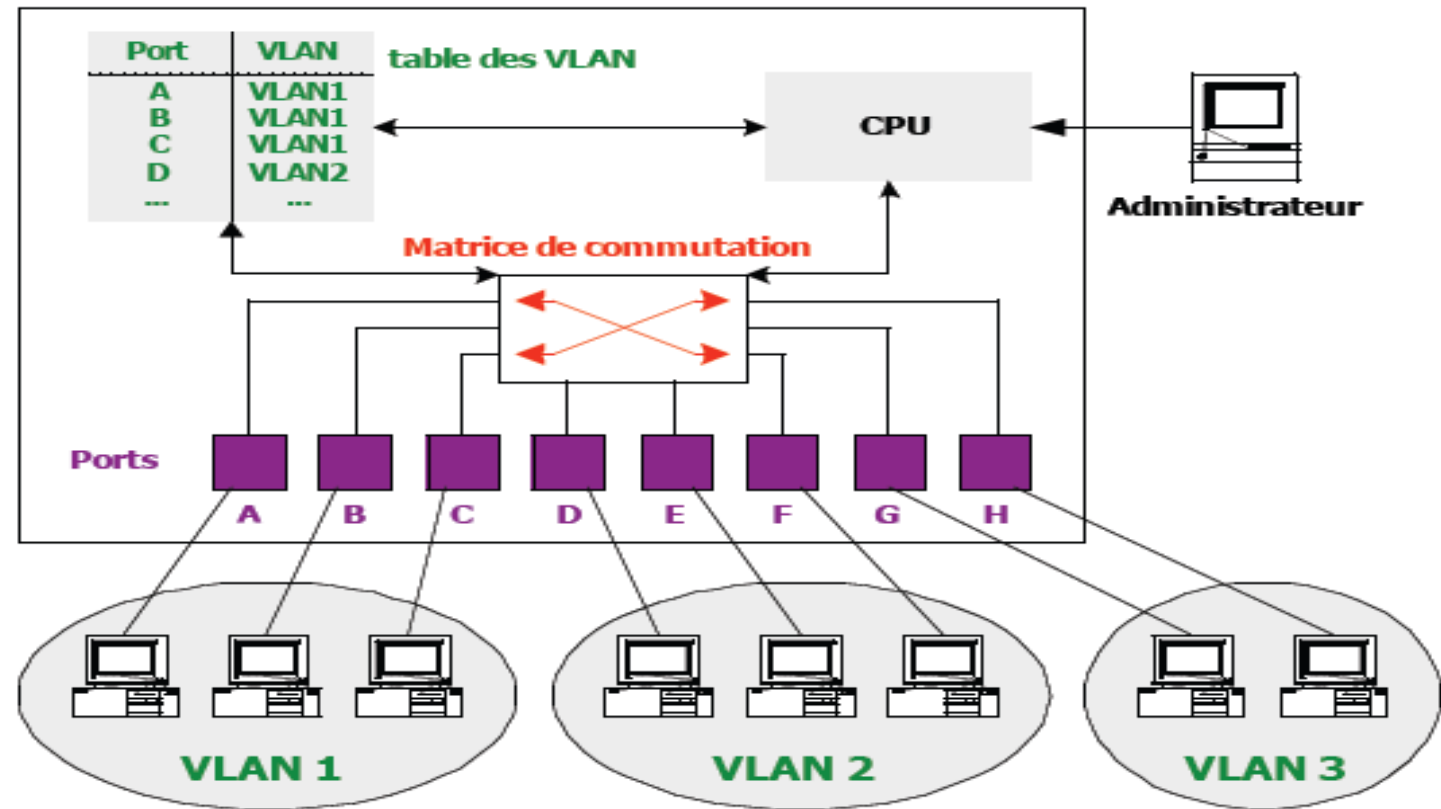 Port VLAN
table des VLAN
A VLAN1
B VLAN1
C VLAN1
D VLAN2
... ...
CPU
Administrateur
Matrice de commutation
Ports
A B C D E F G H
VLAN 1 VLAN 2 VLAN 3